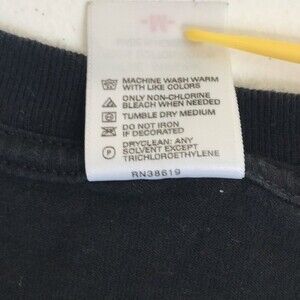 MACHINE WASH WARM
WITH LIKE COLORS
ONLY NON-CHLORINE
BLEACH WHEN NEEDED
TUMBLE DRY MEDIUM
DO NOT IRON
IF DECORATED
P
DRYCLEAN: ANY
SOLVENT EXCEPT
TRICHLOROETHYLENE
RN38619